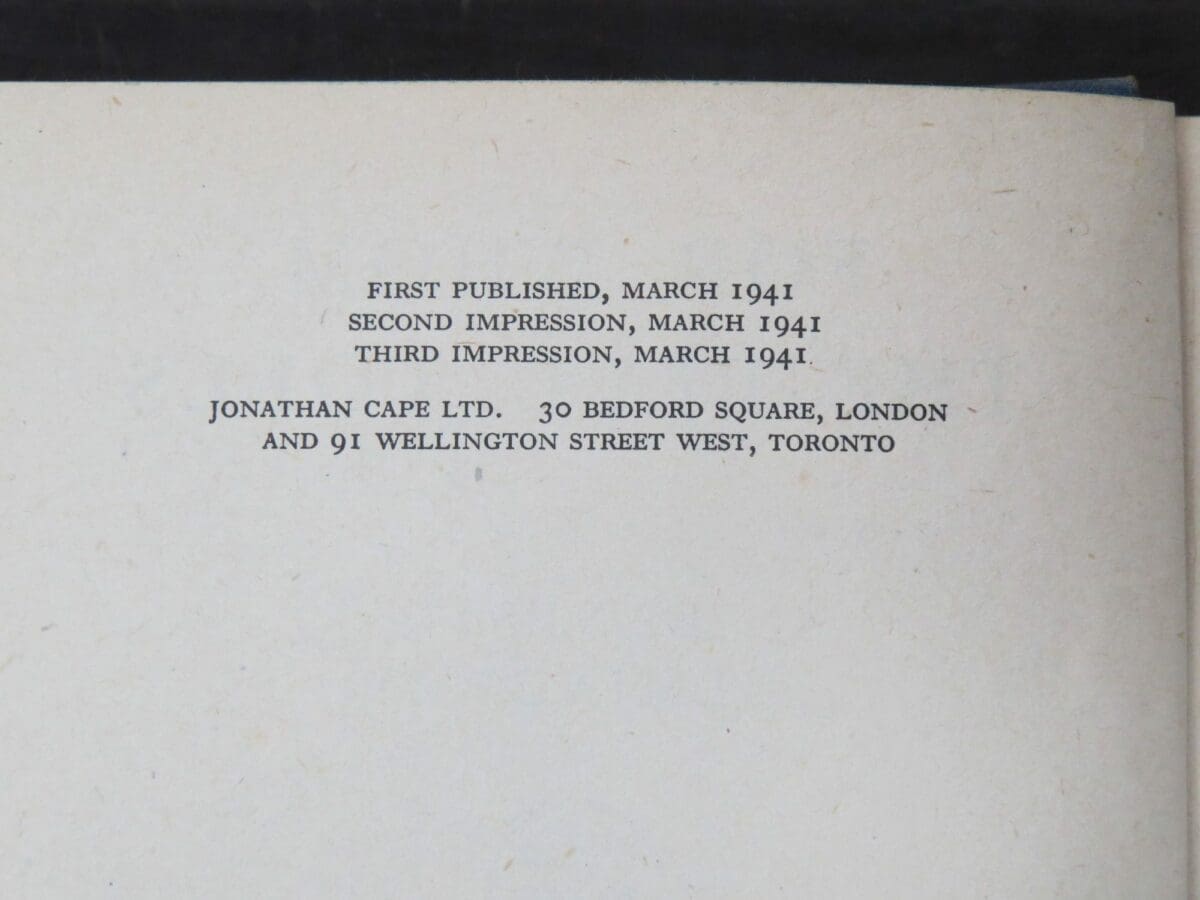 FIRST PUBLISHED, MARCH 1941
SECOND IMPRESSION, MARCH 1941
THIRD IMPRESSION, MARCH 1941
JONATHAN CAPE LTD. 30 BEDFORD SQUARE, LONDON
AND 91 WELLINGTON STREET WEST, TORONTO